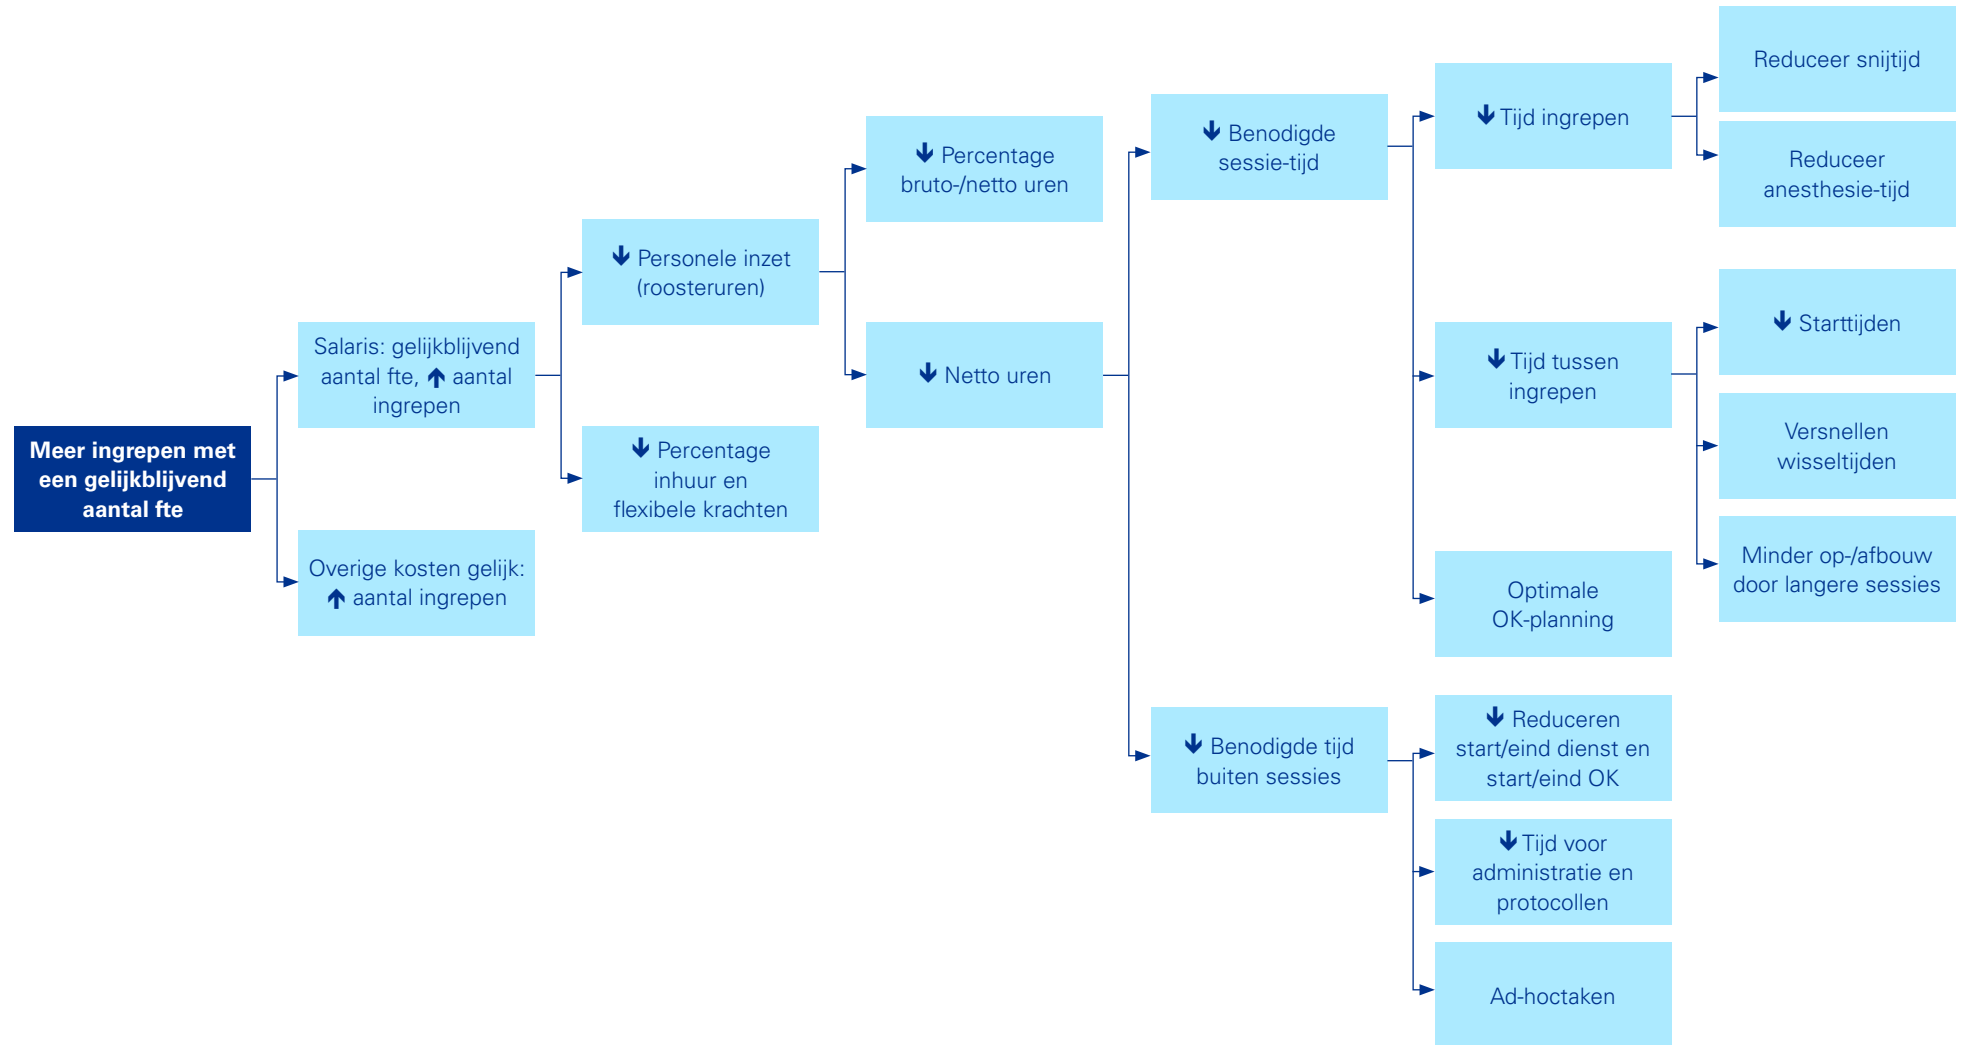 Meer ingrepen met
een gelijkblijvend
aantal fte
Salaris: gelijkblijvend
aantal fte, ↑ aantal
ingrepen
Overige kosten gelijk:
↑ aantal ingrepen
↓ Personele inzet
(roosteruren)
↓ Percentage
inhuur en
flexibele krachten
↓ Percentage
bruto-/netto uren
↓ Netto uren
↓ Benodigde
sessie-tijd
↓ Benodigde tijd
buiten sessies
↓ Tijd ingrepen
↓ Tijd tussen
ingrepen
Optimale
OK-planning
↓ Reduceren
start/eind dienst en
start/eind OK
↓ Tijd voor
administratie en
protocollen
Ad-hoctaken
Reduceer snijtijd
Reduceer
anesthesie-tijd
↓ Starttijden
Versnellen
wisseltijden
Minder op-/afbouw
door langere sessies